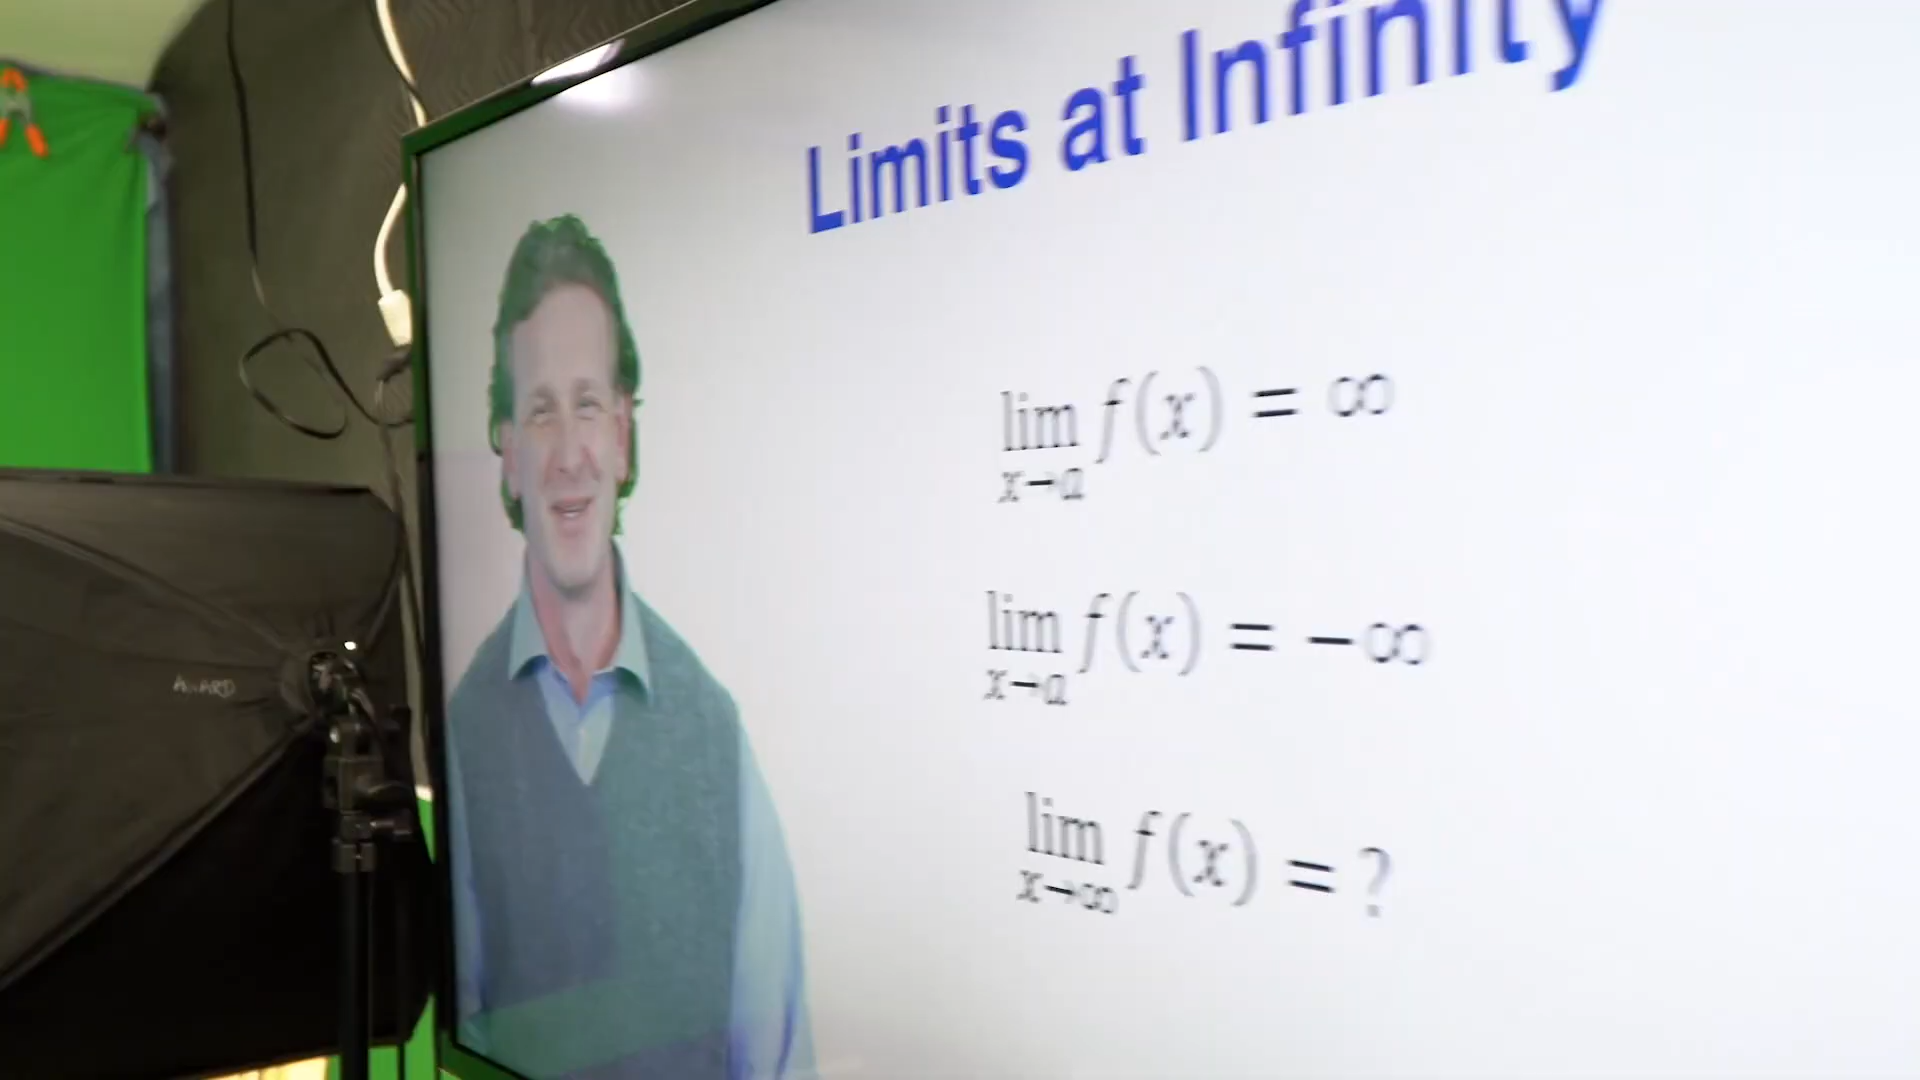 Limits at Infinity
lim f(x) = ∞
x→a
lim f(x) = −∞
x→a
lim f(x) = ?
x→∞